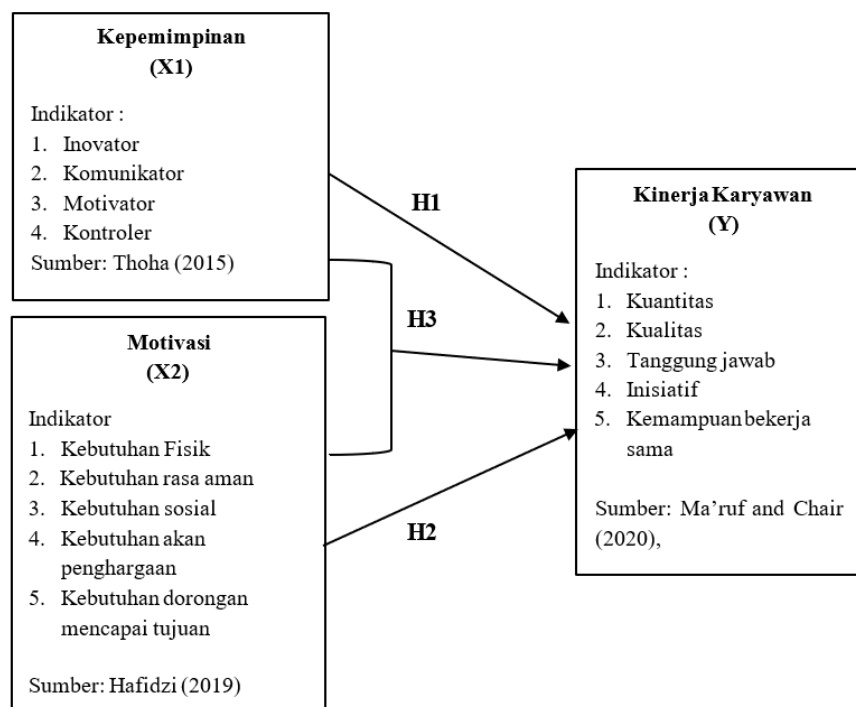 Kepemimpinan
(X1)
Indikator :
1. Inovator
2. Komunikator
3. Motivator
4. Kontroler
Sumber: Thoha (2015)
Motivasi
(X2)
Indikator
1. Kebutuhan Fisik
2. Kebutuhan rasa aman
3. Kebutuhan sosial
4. Kebutuhan akan
penghargaan
5. Kebutuhan dorongan
mencapai tujuan
Sumber: Hafidzi (2019)
H1
H3
H2
Kinerja Karyawan
(Y)
Indikator :
1. Kuantitas
2. Kualitas
3. Tanggung jawab
4. Inisiatif
5. Kemampuan bekerja
sama
Sumber: Ma’ruf and Chair
(2020),